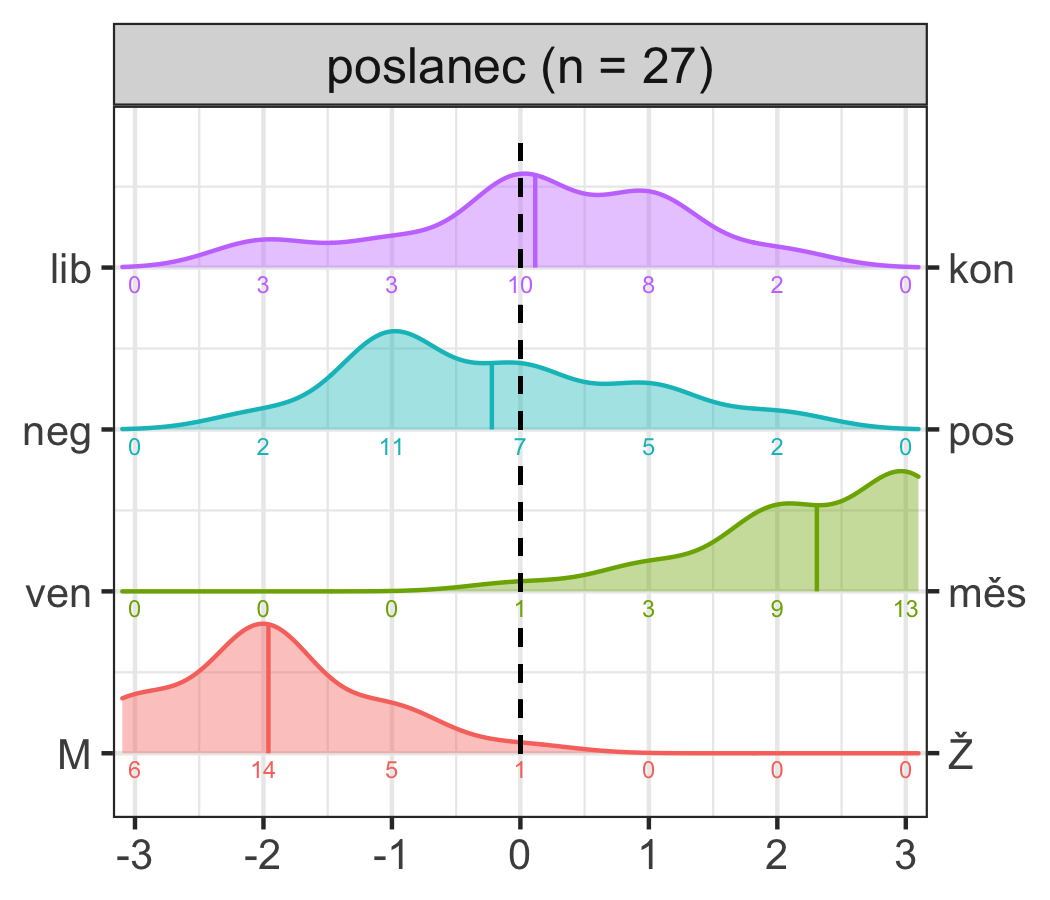 poslanec (n = 27)
lib kon
0 3 3 10 8 2 0
neg pos
0 2 11 7 5 2 0
ven měs
0 0 0 1 3 9 13
M Ž
6 14 5 1 0 0 0
-3 -2 -1 0 1 2 3